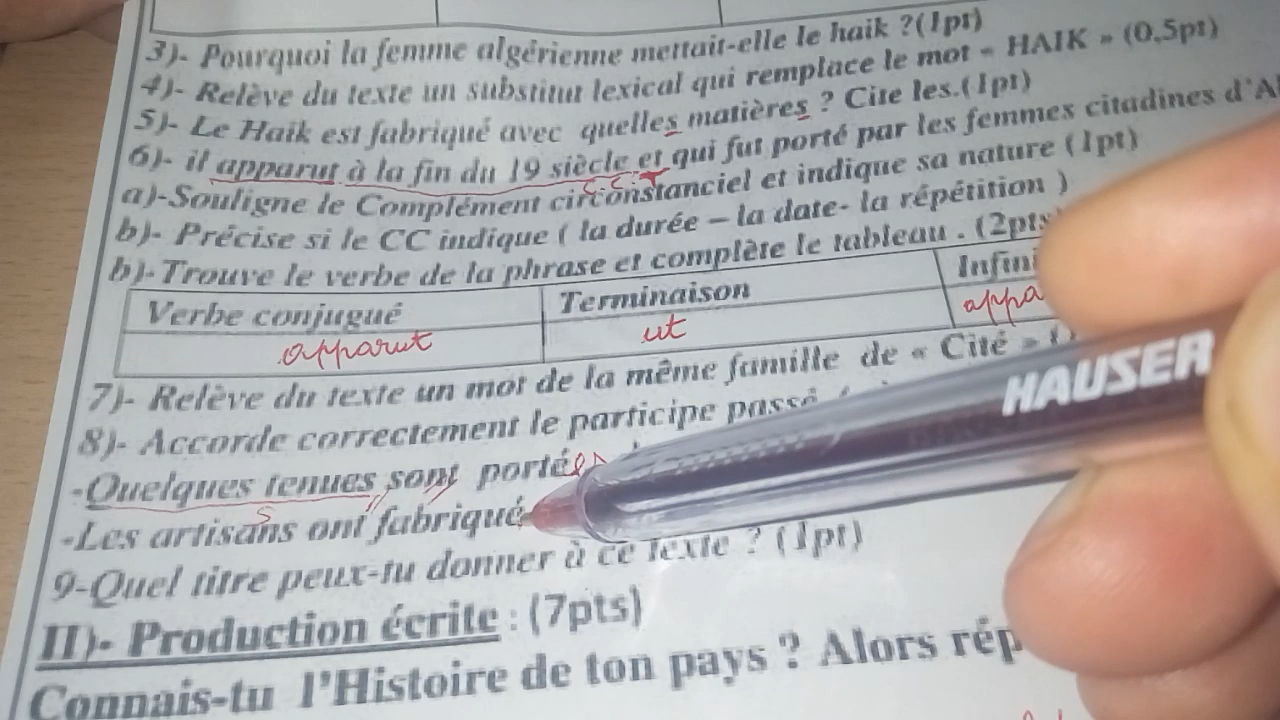 3)- Pourquoi la femme algérienne mettait-elle le haik ?(1pt)
4)- Relève du texte un substitut lexical qui remplace le mot « HAIK » (0,5pt)
5)- Le Haik est fabriqué avec quelles matières ? Cite les.(1pt)
6)- il apparut à la fin du 19 siècle et qui fut porté par les femmes citadines d'A
C.C.T
a)-Souligne le Complément circonstanciel et indique sa nature (1pt)
b)- Précise si le CC indique ( la durée – la date- la répétition )
b)-Trouve le verbe de la phrase et complète le tableau . (2pts
Verbe conjugué Terminaison Infini
apparut ut appa
7)- Relève du texte un mot de la même famille de « Cité »
8)- Accorde correctement le participe passé
-Quelques tenues sont portées
S
-Les artisans ont fabriqué
9-Quel titre peux-tu donner à ce texte ? (1pt)
II)- Production écrite : (7pts)
Connais-tu l'Histoire de ton pays ? Alors rép
HAUSER